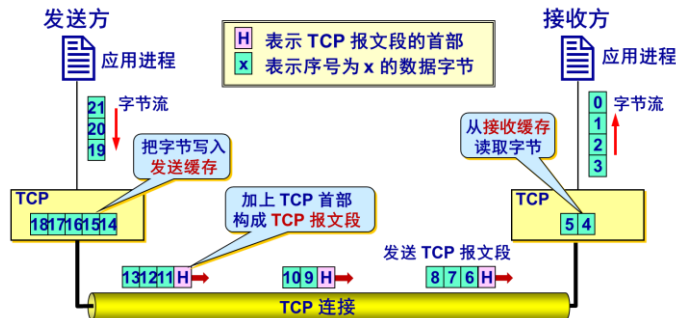 发送方
接收方
H 表示 TCP 报文段的首部
x 表示序号为 x 的数据字节
应用进程
应用进程
21
20
19
字节流
0
1
2
3
字节流
把字节写入
发送缓存
从接收缓存
读取字节
TCP
18 17 16 15 14
加上 TCP 首部
构成 TCP 报文段
TCP
5 4
发送 TCP 报文段
13 12 11 H
10 9 H
8 7 6 H
TCP 连接